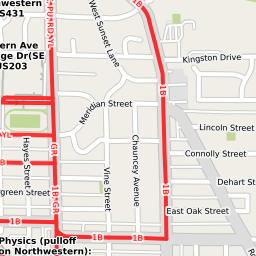 western
S431
ern Ave
ge Dr(SE
US203
West Sunset Lane
Kingston Drive
1B
Meridian Street
Lincoln Street
Connolly Street
Hayes Street
Chauncey Avenue
Dehart St
Vine Street
green Street
East Oak Street
1B
1B
1B
1B
Physics (pulloff
on Northwestern):